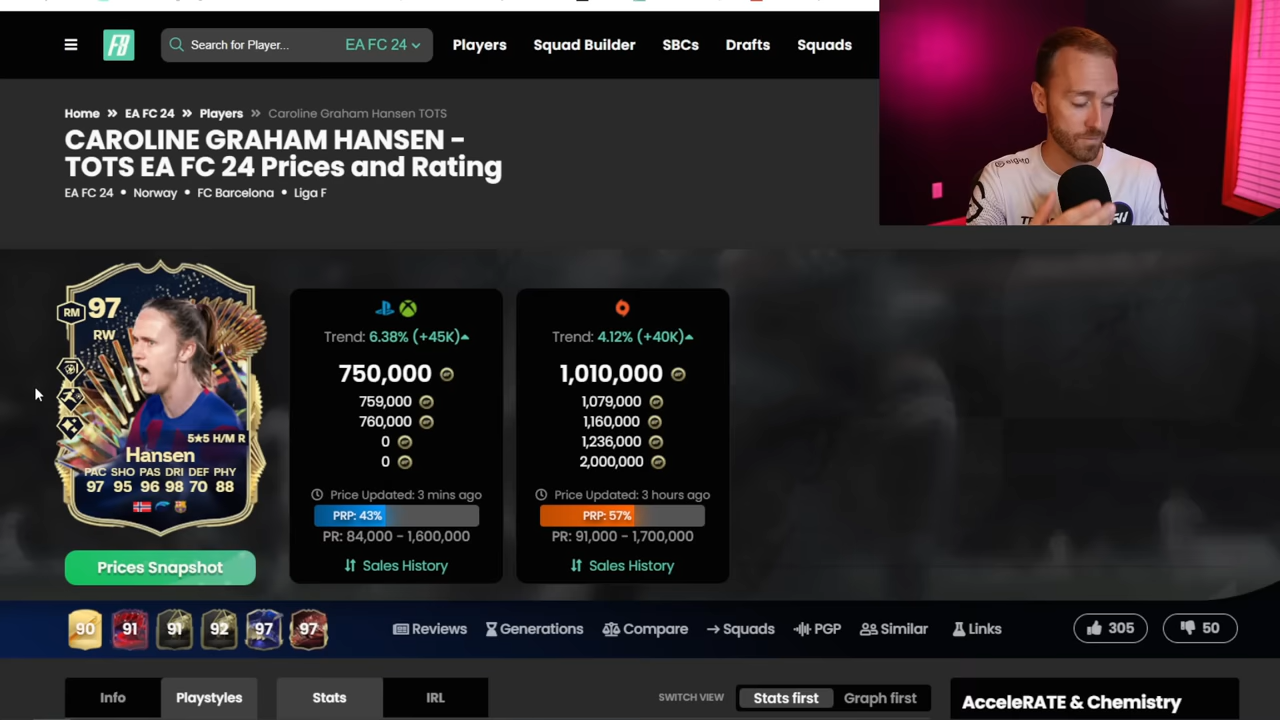 FB
Search for Player...
EA FC 24
Players
Squad Builder
SBCs
Drafts
Squads
Home » EA FC 24 » Players » Caroline Graham Hansen TOTS
CAROLINE GRAHAM HANSEN -
TOTS EA FC 24 Prices and Rating
EA FC 24 • Norway • FC Barcelona • Liga F
RM 97
RW
5★5 H/M R
Hansen
PAC SHO PAS DRI DEF PHY
97 95 96 98 70 88
Prices Snapshot
Trend: 6.38% (+45K)
750,000
759,000
760,000
0
0
Price Updated: 3 mins ago
PRP: 43%
PR: 84,000 - 1,600,000
Sales History
Trend: 4.12% (+40K)
1,010,000
1,079,000
1,160,000
1,236,000
2,000,000
Price Updated: 3 hours ago
PRP: 57%
PR: 91,000 - 1,700,000
Sales History
90 91 91 92 97 97
Reviews
Generations
Compare
Squads
PGP
Similar
Links
305
50
Info
Playstyles
Stats
IRL
SWITCH VIEW
Stats first
Graph first
AcceleRATE & Chemistry